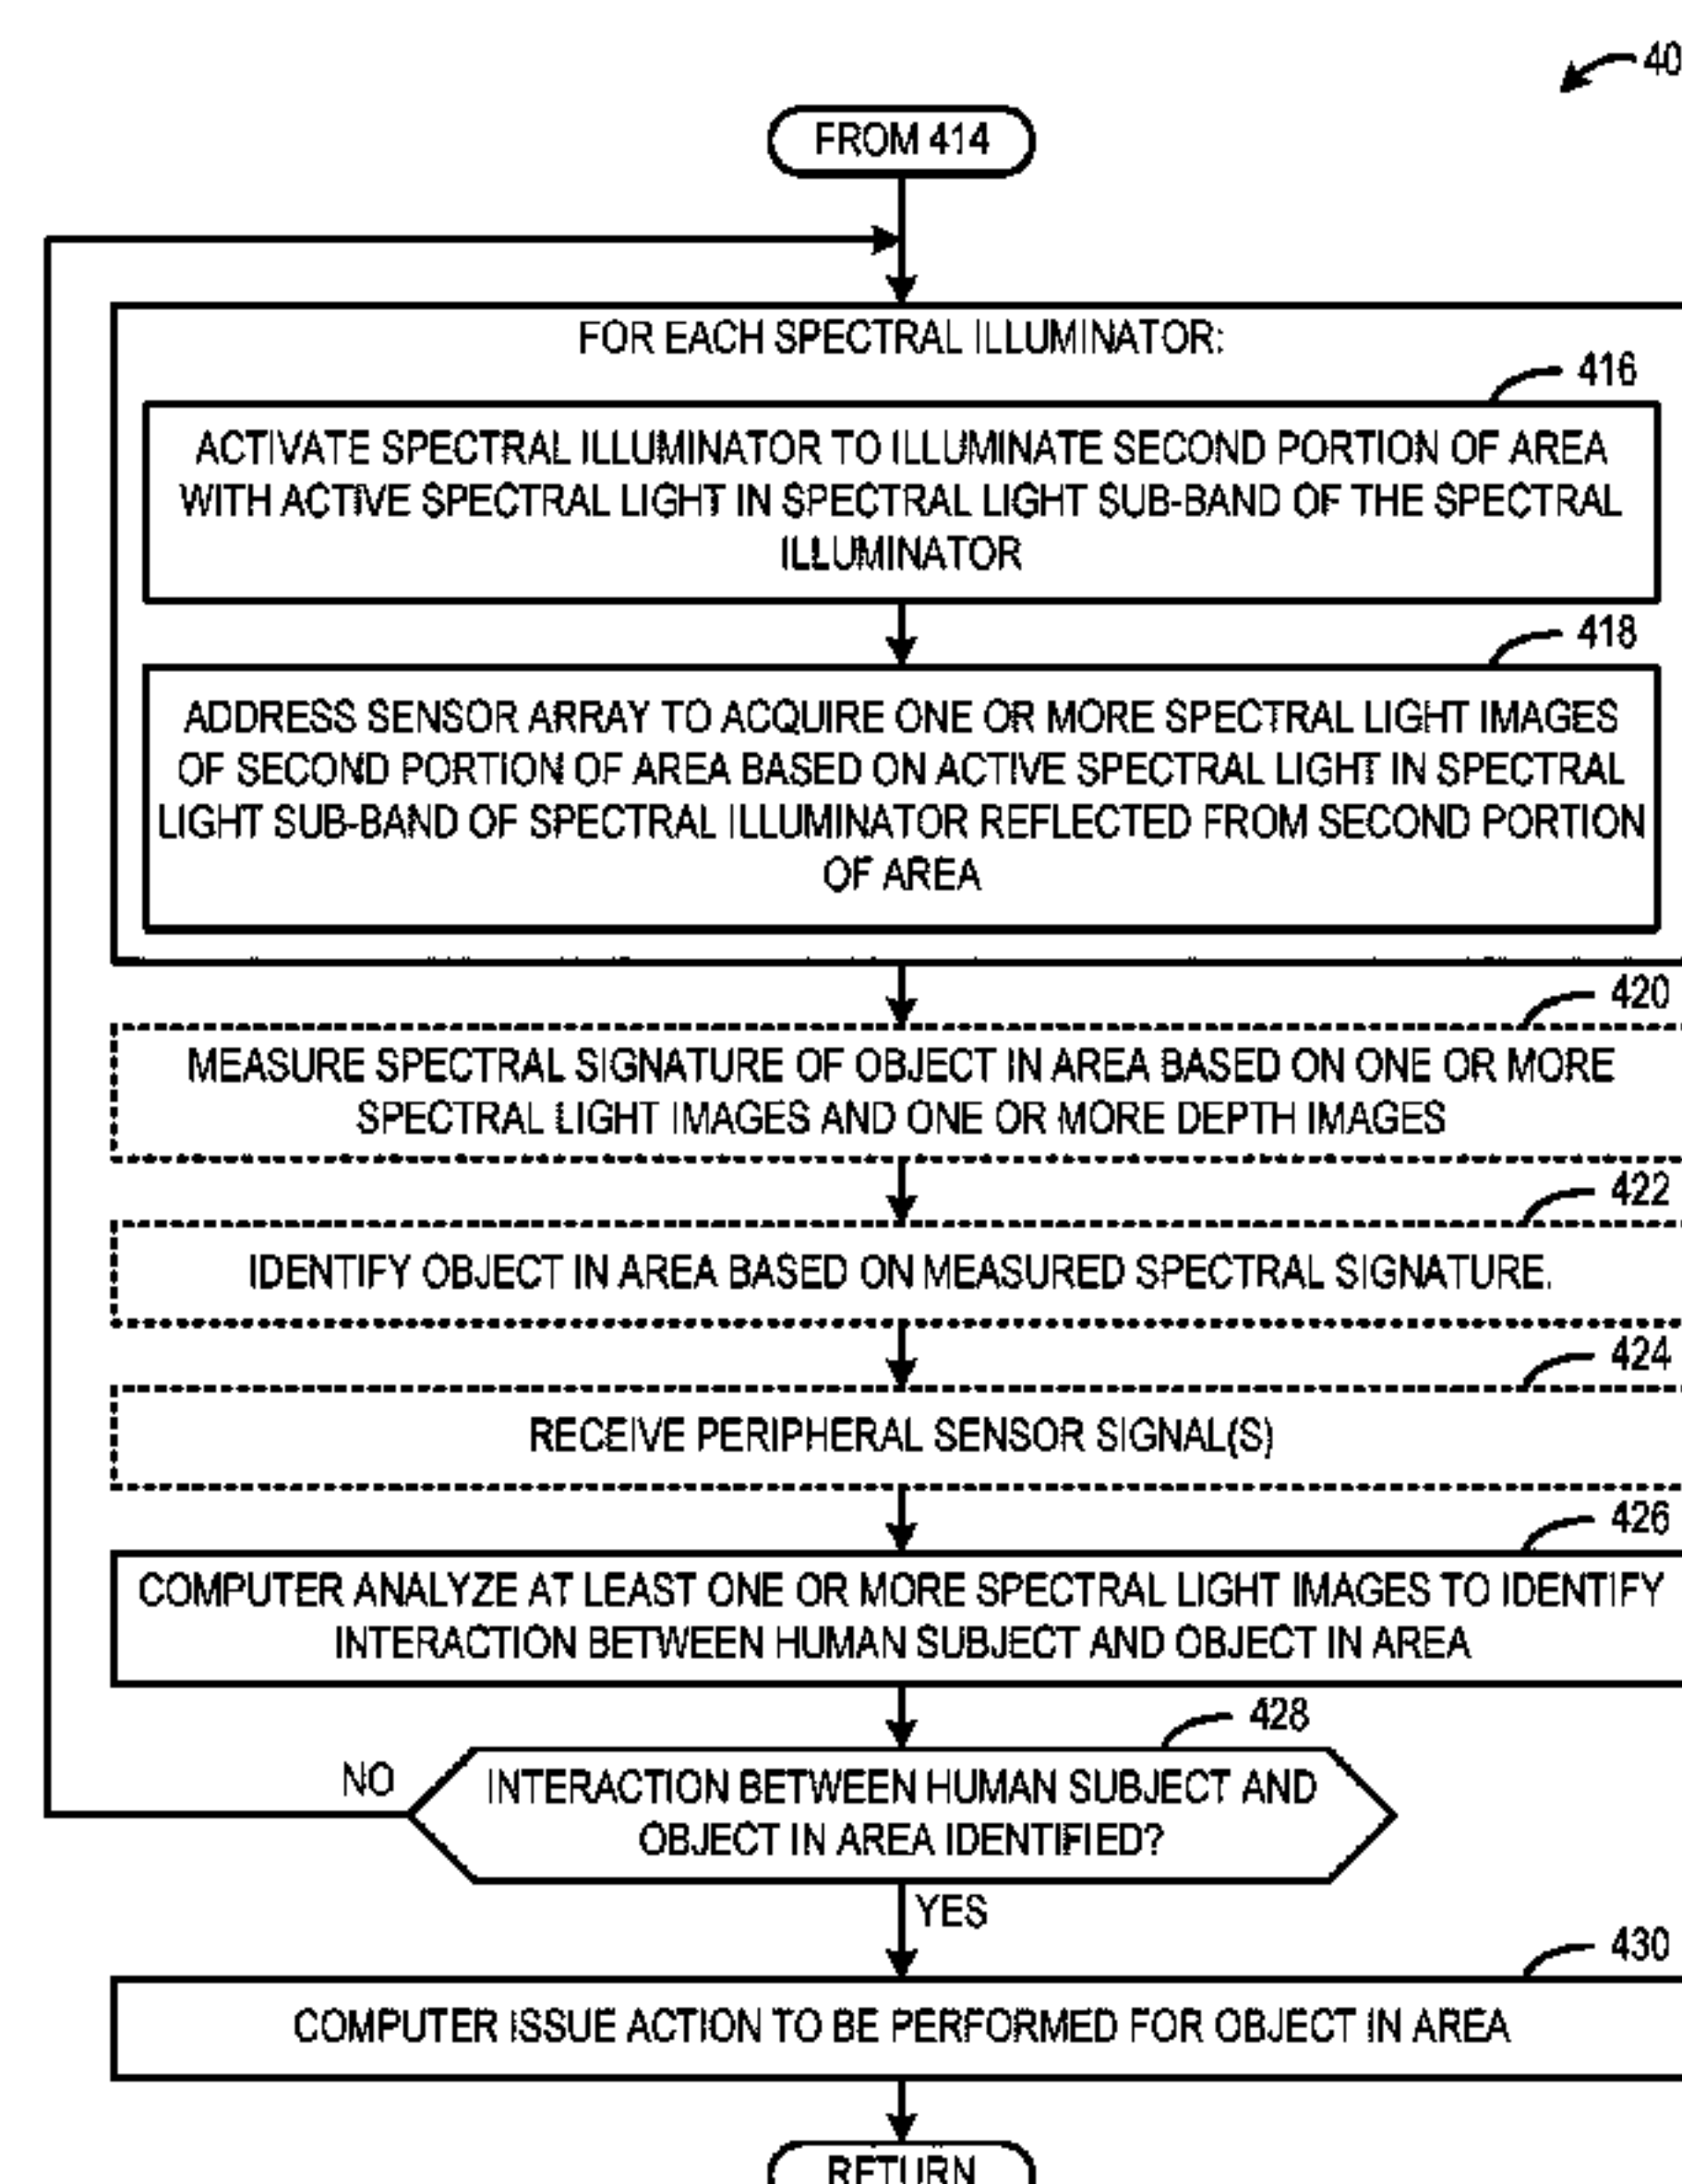 40
FROM 414
FOR EACH SPECTRAL ILLUMINATOR:
416
ACTIVATE SPECTRAL ILLUMINATOR TO ILLUMINATE SECOND PORTION OF AREA
WITH ACTIVE SPECTRAL LIGHT IN SPECTRAL LIGHT SUB-BAND OF THE SPECTRAL
ILLUMINATOR
418
ADDRESS SENSOR ARRAY TO ACQUIRE ONE OR MORE SPECTRAL LIGHT IMAGES
OF SECOND PORTION OF AREA BASED ON ACTIVE SPECTRAL LIGHT IN SPECTRAL
LIGHT SUB-BAND OF SPECTRAL ILLUMINATOR REFLECTED FROM SECOND PORTION
OF AREA
420
MEASURE SPECTRAL SIGNATURE OF OBJECT IN AREA BASED ON ONE OR MORE
SPECTRAL LIGHT IMAGES AND ONE OR MORE DEPTH IMAGES
422
IDENTIFY OBJECT IN AREA BASED ON MEASURED SPECTRAL SIGNATURE.
424
RECEIVE PERIPHERAL SENSOR SIGNAL(S)
426
COMPUTER ANALYZE AT LEAST ONE OR MORE SPECTRAL LIGHT IMAGES TO IDENTIFY
INTERACTION BETWEEN HUMAN SUBJECT AND OBJECT IN AREA
428
NO
INTERACTION BETWEEN HUMAN SUBJECT AND
OBJECT IN AREA IDENTIFIED?
YES
430
COMPUTER ISSUE ACTION TO BE PERFORMED FOR OBJECT IN AREA
RETURN